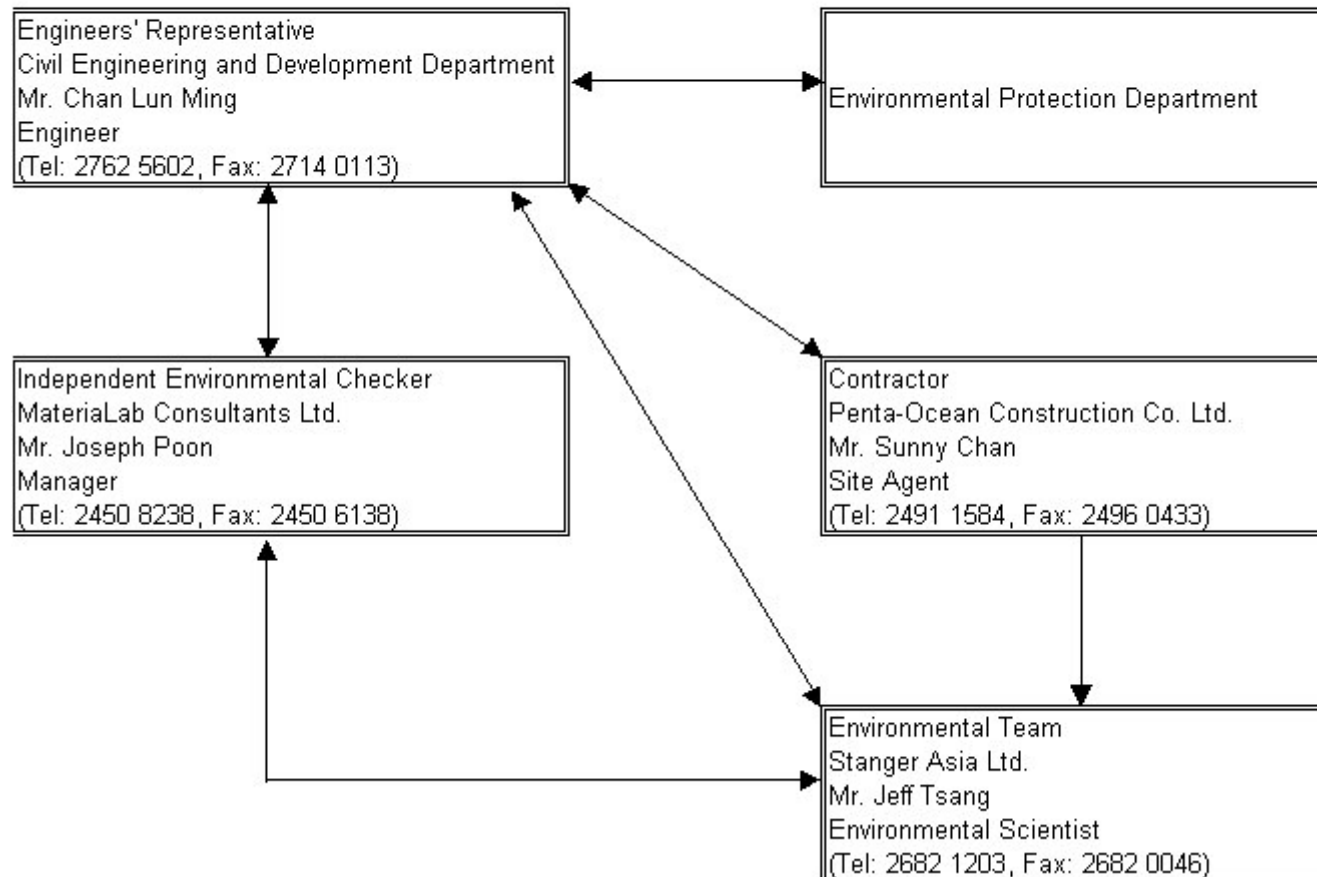 Engineers' Representative
Civil Engineering and Development Department
Mr. Chan Lun Ming
Engineer
(Tel: 2762 5602, Fax: 2714 0113)
Environmental Protection Department
Independent Environmental Checker
MateriaLab Consultants Ltd.
Mr. Joseph Poon
Manager
(Tel: 2450 8238, Fax: 2450 6138)
Contractor
Penta-Ocean Construction Co. Ltd.
Mr. Sunny Chan
Site Agent
(Tel: 2491 1584, Fax: 2496 0433)
Environmental Team
Stanger Asia Ltd.
Mr. Jeff Tsang
Environmental Scientist
(Tel: 2682 1203, Fax: 2682 0046)